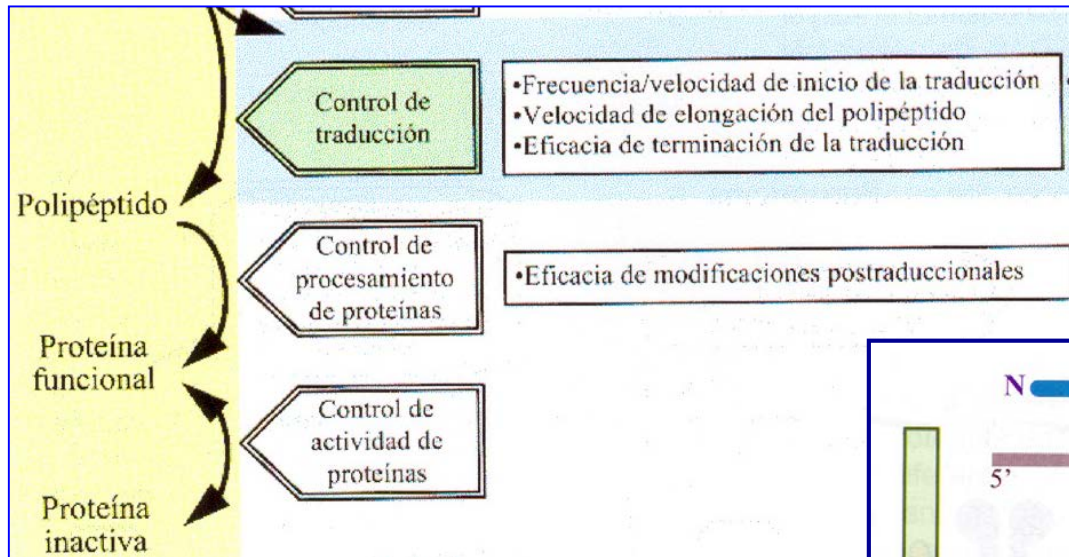 Control de
traducción
•Frecuencia/velocidad de inicio de la traducción
•Velocidad de elongación del polipéptido
•Eficacia de terminación de la traducción
Polipéptido
Control de
procesamiento
de proteínas
•Eficacia de modificaciones postraduccionales
Proteína
funcional
Control de
actividad de
proteínas
Proteína
inactiva
N
5'